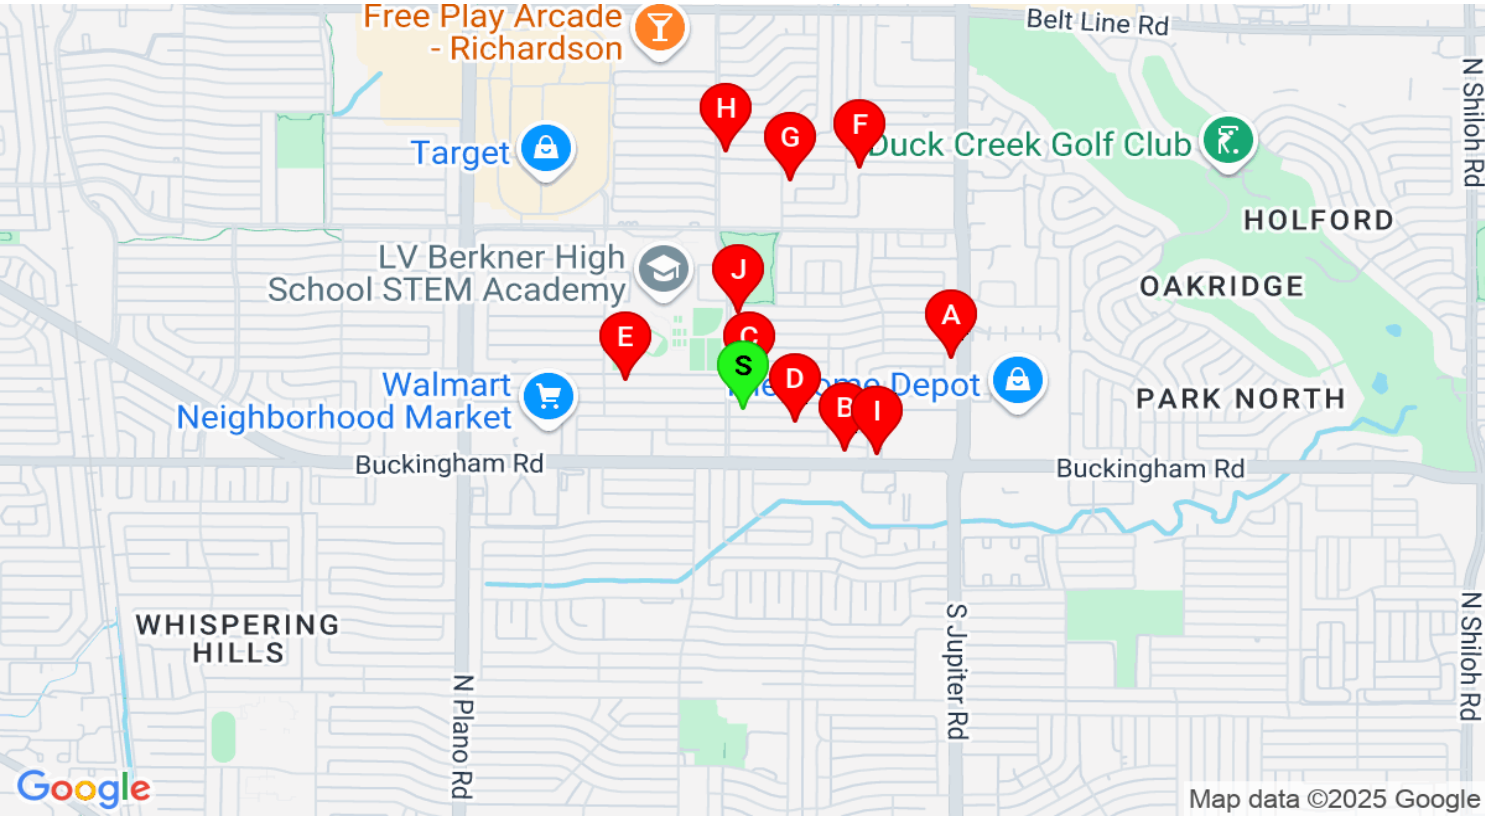 Free Play Arcade
- Richardson
Belt Line Rd
N Shiloh Rd
H
G
F
Target
Duck Creek Golf Club
HOLFORD
LV Berkner High
School STEM Academy
J
OAKRIDGE
E
C
A
S
D
Walmart
Neighborhood Market
Home Depot
B
I
PARK NORTH
Buckingham Rd
Buckingham Rd
WHISPERING
HILLS
N Plano Rd
S Jupiter Rd
N Shiloh Rd
Google
Map data ©2025 Google